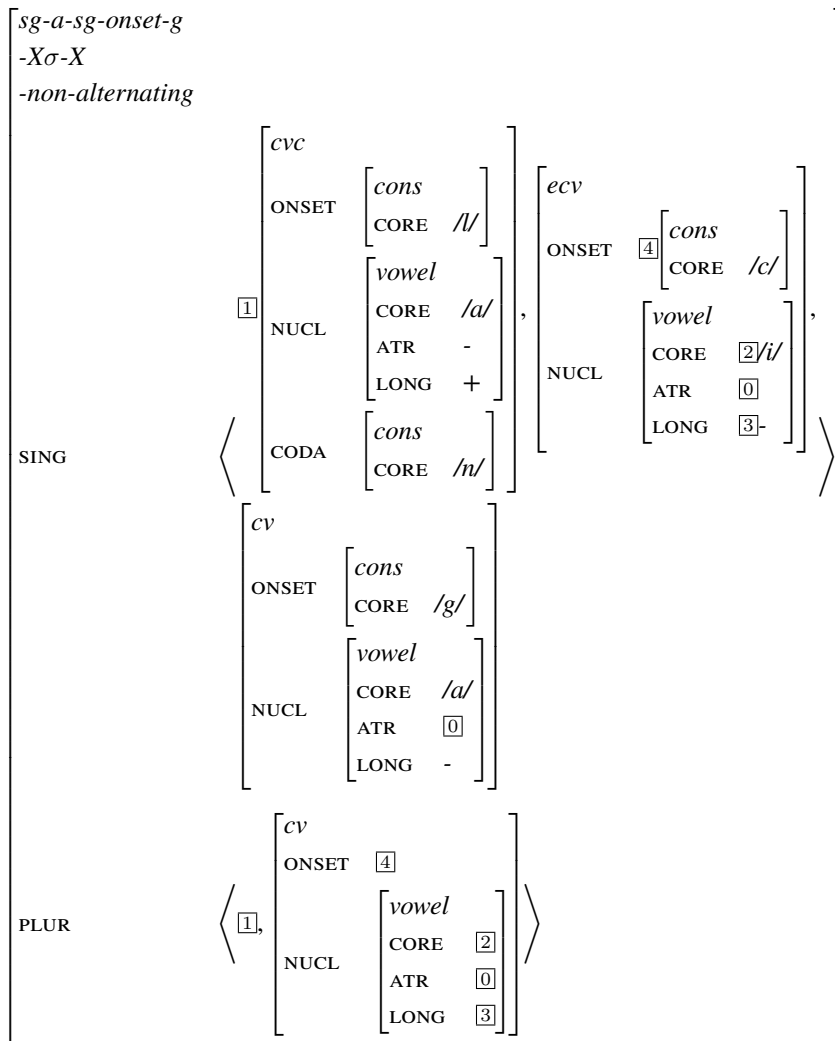 sg-a-sg-onset-g
-Xσ-X
-non-alternating
SING ⟨ [1] [cvc
ONSET [cons
CORE /l/]
NUCL [vowel
CORE /a/
ATR -
LONG +]
CODA [cons
CORE /n/]],
[ecv
ONSET [4][cons
CORE /c/]
NUCL [vowel
CORE [2]/i/
ATR [0]
LONG [3]-]],
[cv
ONSET [cons
CORE /g/]
NUCL [vowel
CORE /a/
ATR [0]
LONG -]] ⟩
PLUR ⟨ [1], [cv
ONSET [4]
NUCL [vowel
CORE [2]
ATR [0]
LONG [3]]] ⟩